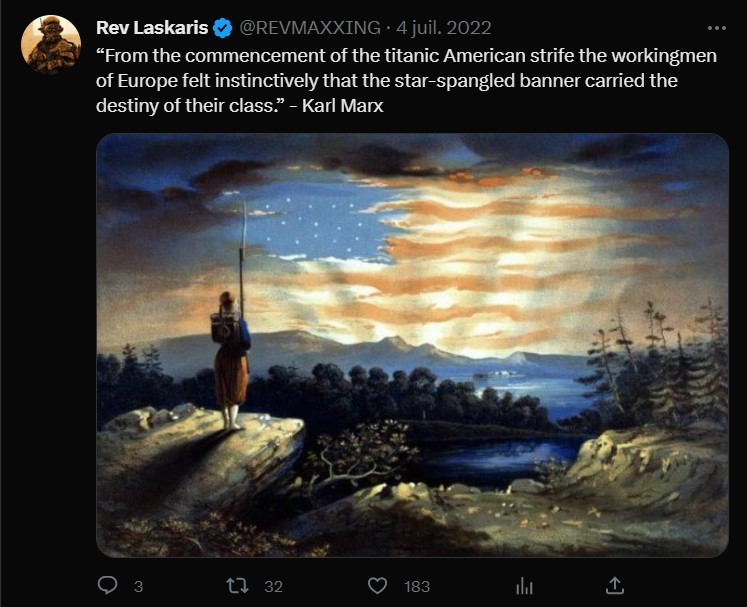 Rev Laskaris @REVMAXXING · 4 juil. 2022
“From the commencement of the titanic American strife the workingmen
of Europe felt instinctively that the star-spangled banner carried the
destiny of their class.” - Karl Marx
3 32 183